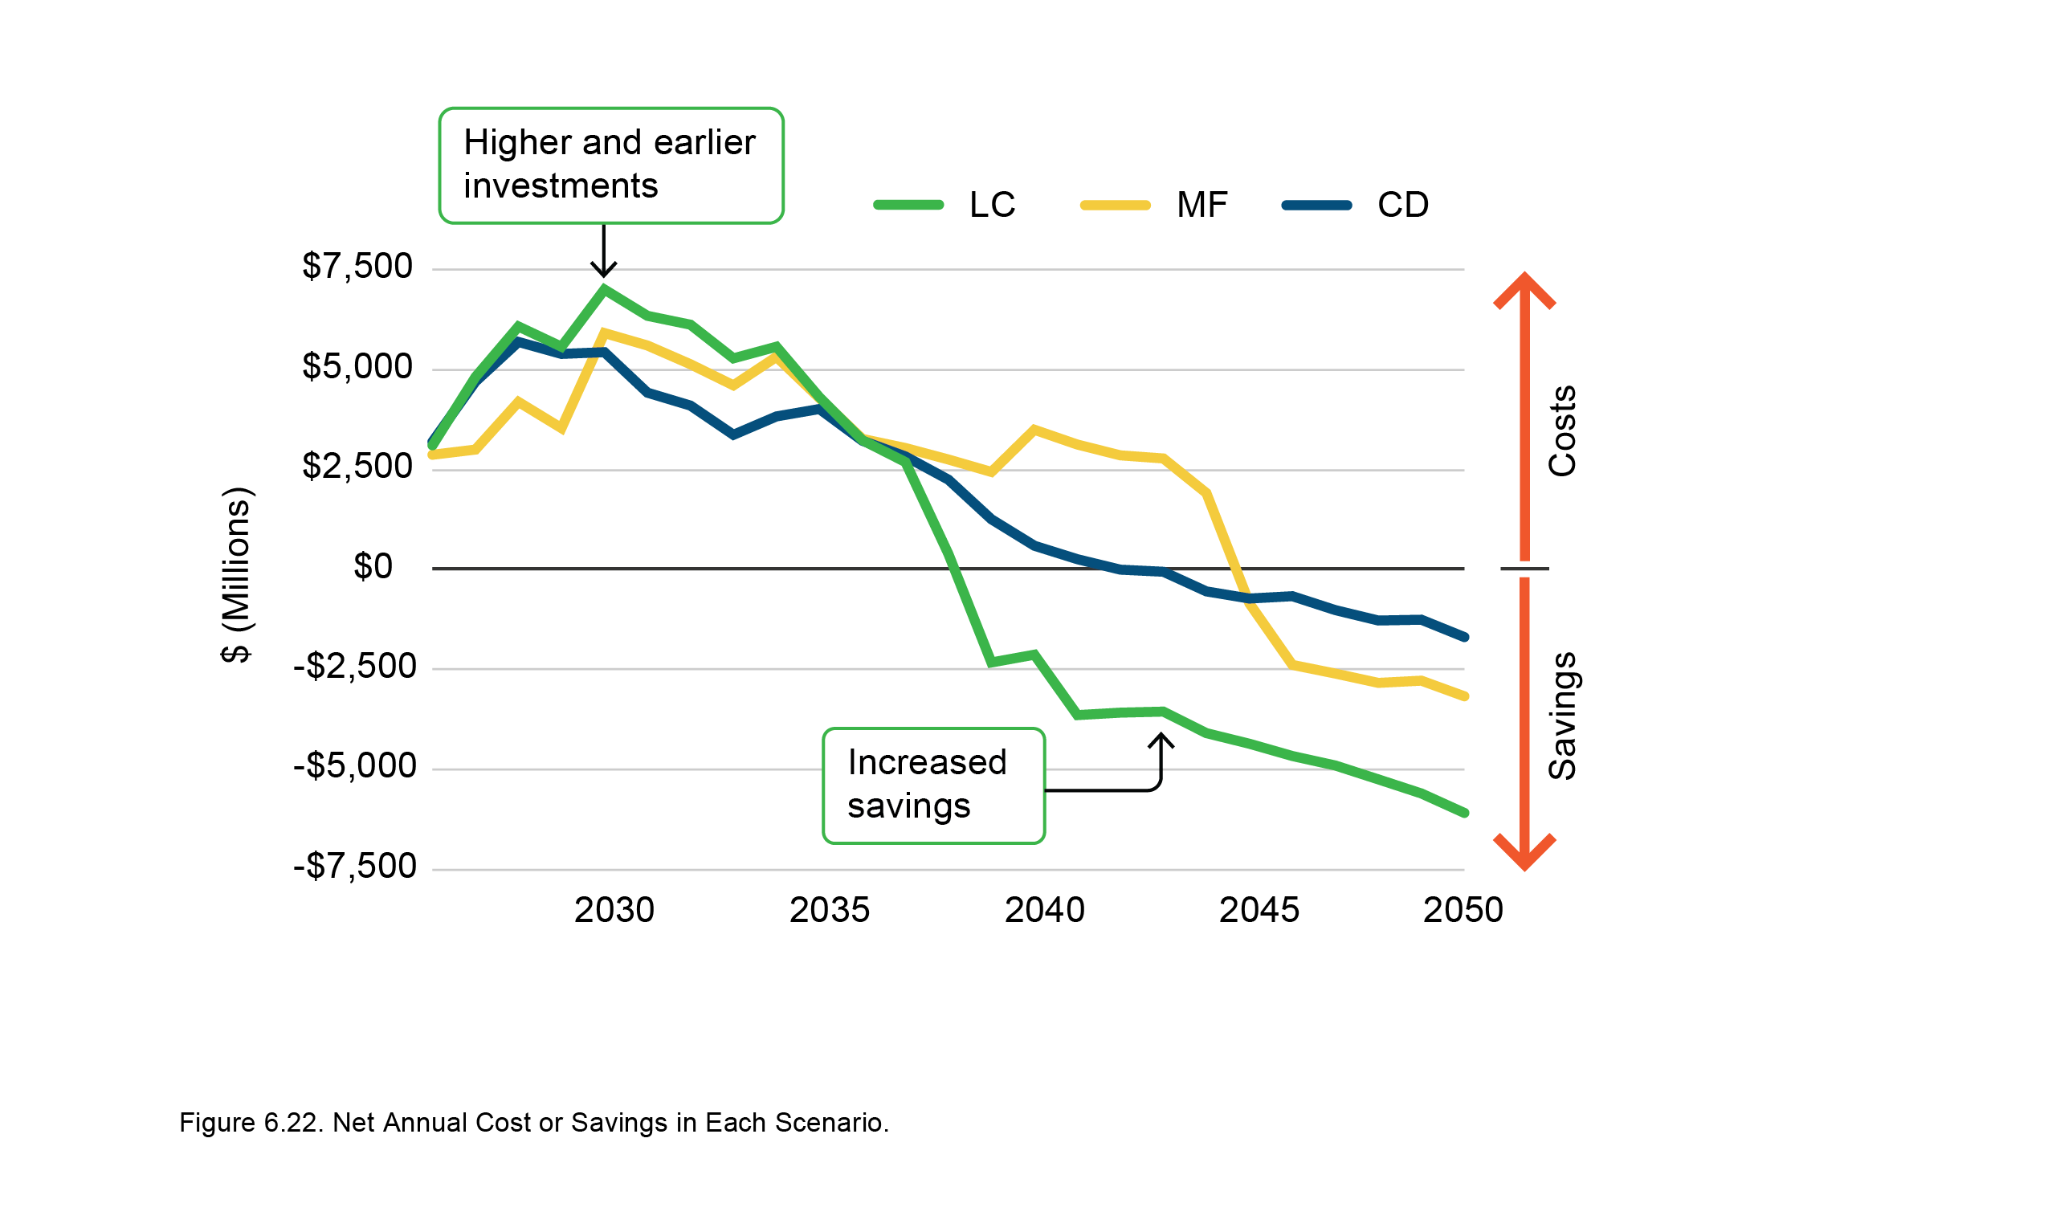 Higher and earlier
investments
LC
MF
CD
$7,500
$5,000
$2,500
$0
-$2,500
-$5,000
-$7,500
$ (Millions)
Costs
Savings
Increased
savings
2030
2035
2040
2045
2050
Figure 6.22. Net Annual Cost or Savings in Each Scenario.